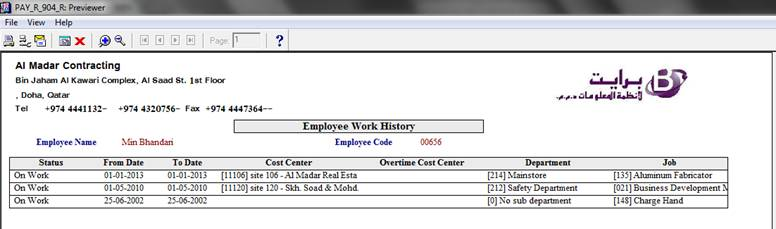 PAY_R_904_R: Previewer
File View Help
Page: 1
Al Madar Contracting
Bin Jaham Al Kawari Complex, Al Saad St. 1st Floor
, Doha, Qatar
Tel +974 4441132- +974 4320756- Fax +974 4447364--
برايت
لأنظمة المعلومات ذ.م.م.
B
Employee Work History
Employee Name Min Bhandari Employee Code 00656
Status From Date To Date Cost Center Overtime Cost Center Department Job
On Work 01-01-2013 01-01-2013 [11106] site 106 - Al Madar Real Esta [214] Mainstore [135] Aluminum Fabricator
On Work 01-05-2010 01-05-2010 [11120] site 120 - Skh. Soad & Mohd. [212] Safety Department [021] Business Development M
On Work 25-06-2002 25-06-2002 [0] No sub department [148] Charge Hand